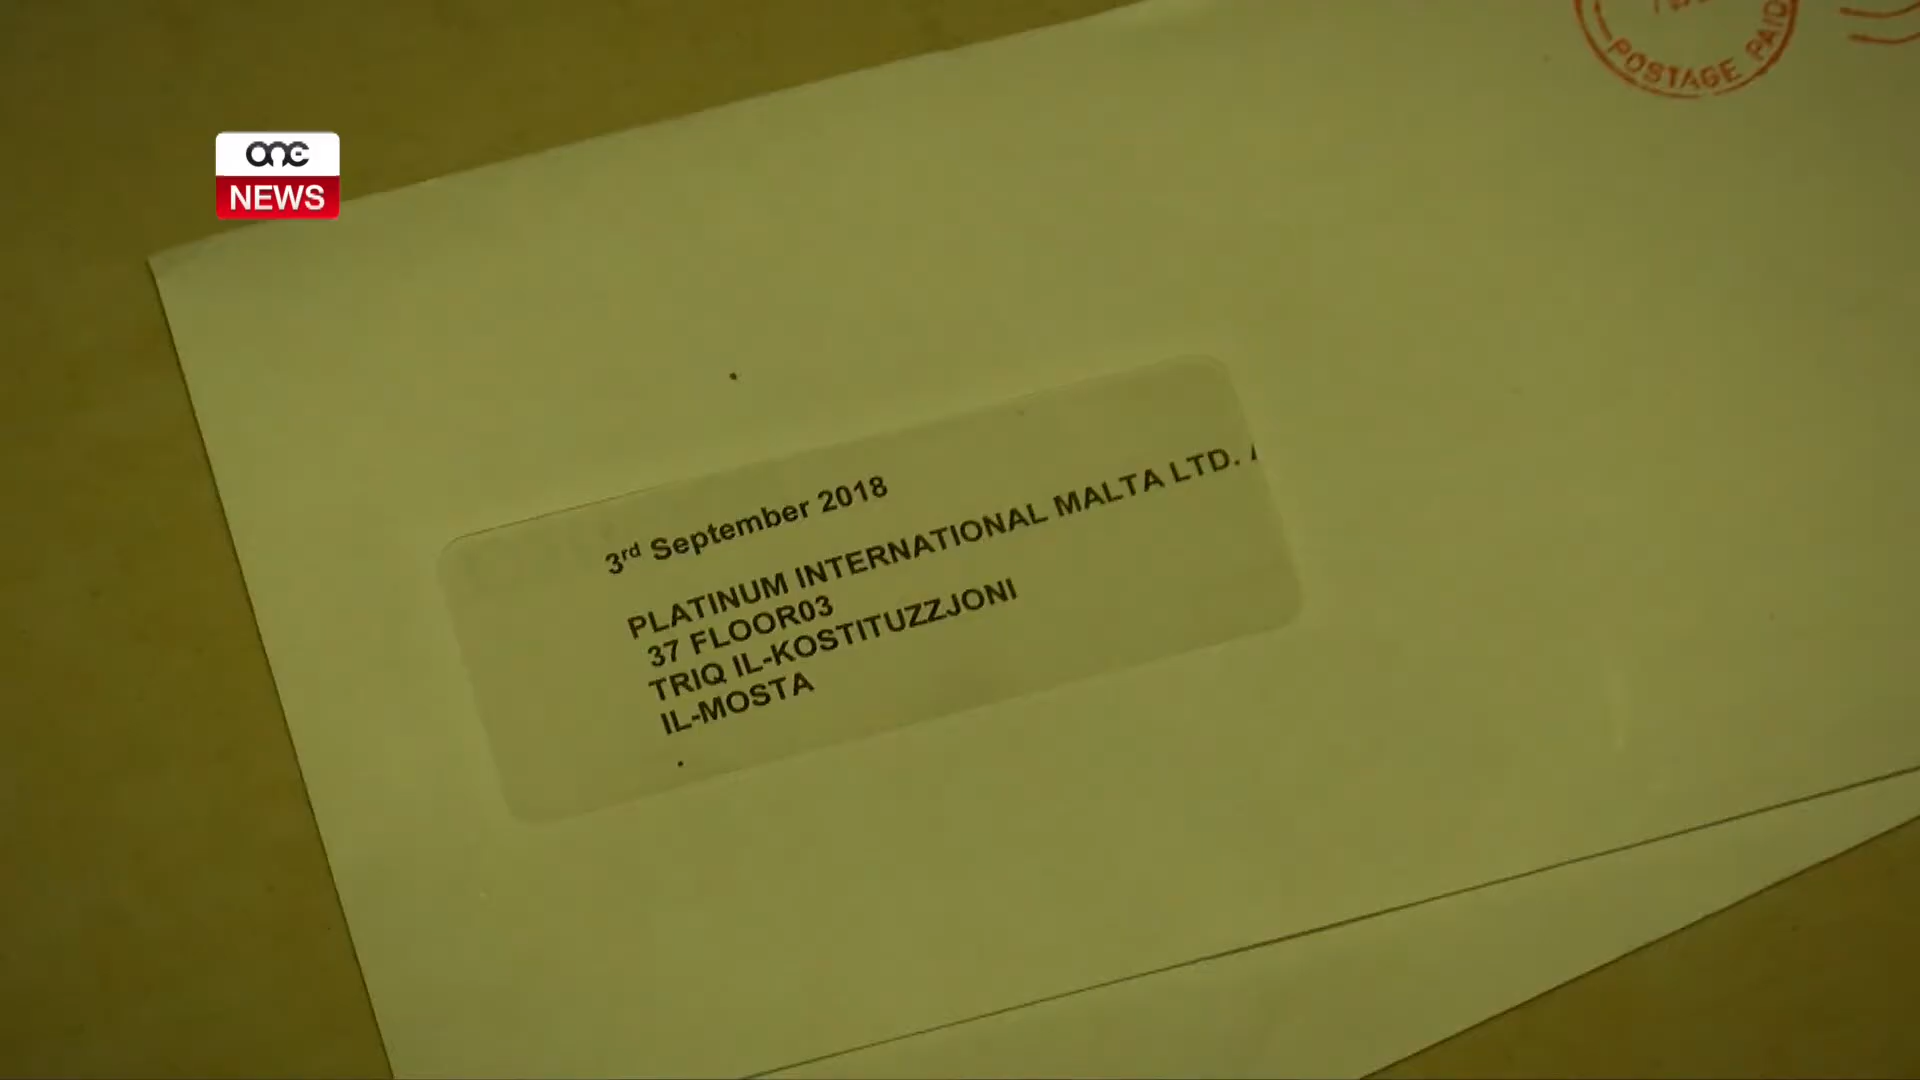 POSTAGE PAID
one
NEWS
3rd September 2018
PLATINUM INTERNATIONAL MALTA LTD.
37 FLOOR03
TRIQ IL-KOSTITUZZJONI
IL-MOSTA